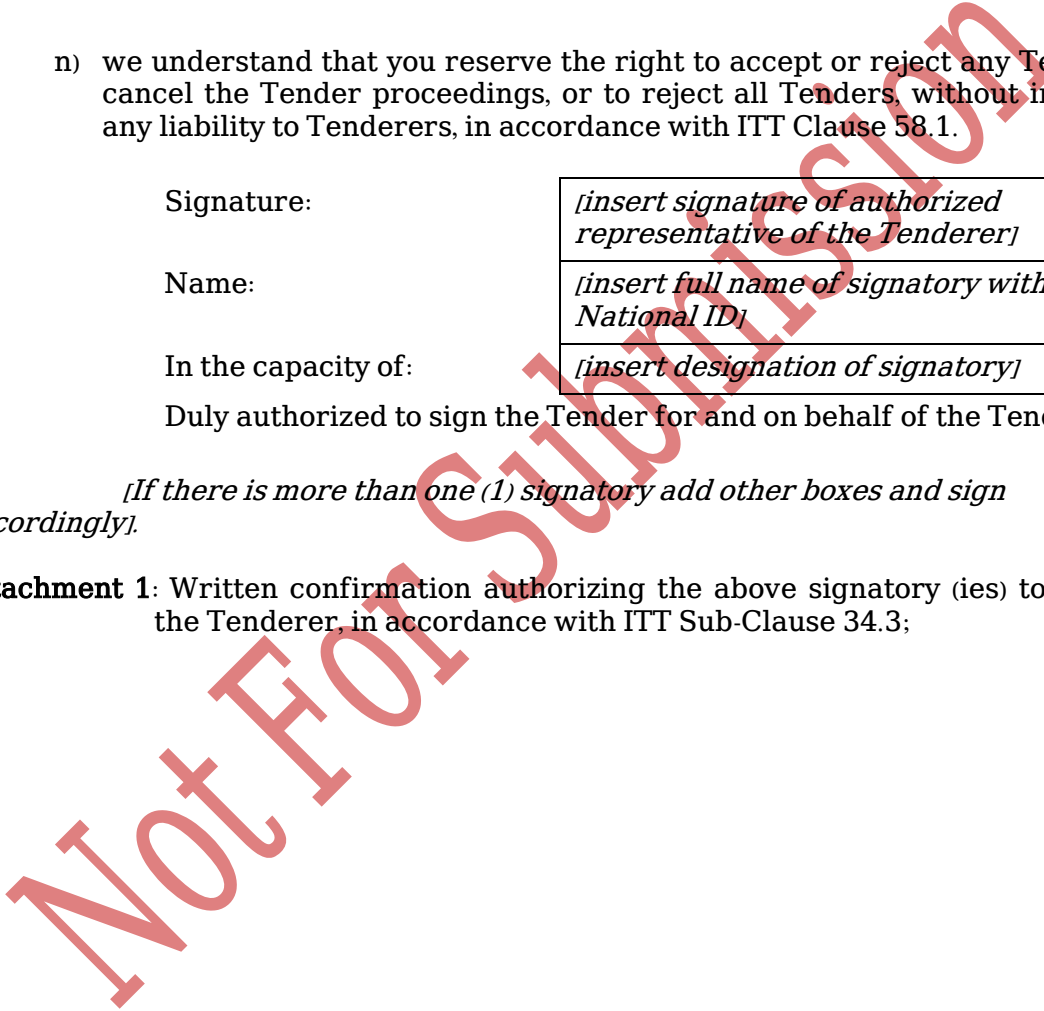 n) we understand that you reserve the right to accept or reject any Te
cancel the Tender proceedings, or to reject all Tenders, without i
any liability to Tenderers, in accordance with ITT Clause 58.1.
Signature: [insert signature of authorized
representative of the Tenderer]
Name: [insert full name of signatory with
National ID]
In the capacity of: [insert designation of signatory]
Duly authorized to sign the Tender for and on behalf of the Tend
[If there is more than one (1) signatory add other boxes and sign
cordingly].
tachment 1: Written confirmation authorizing the above signatory (ies) to
the Tenderer, in accordance with ITT Sub-Clause 34.3;
Not For Submission